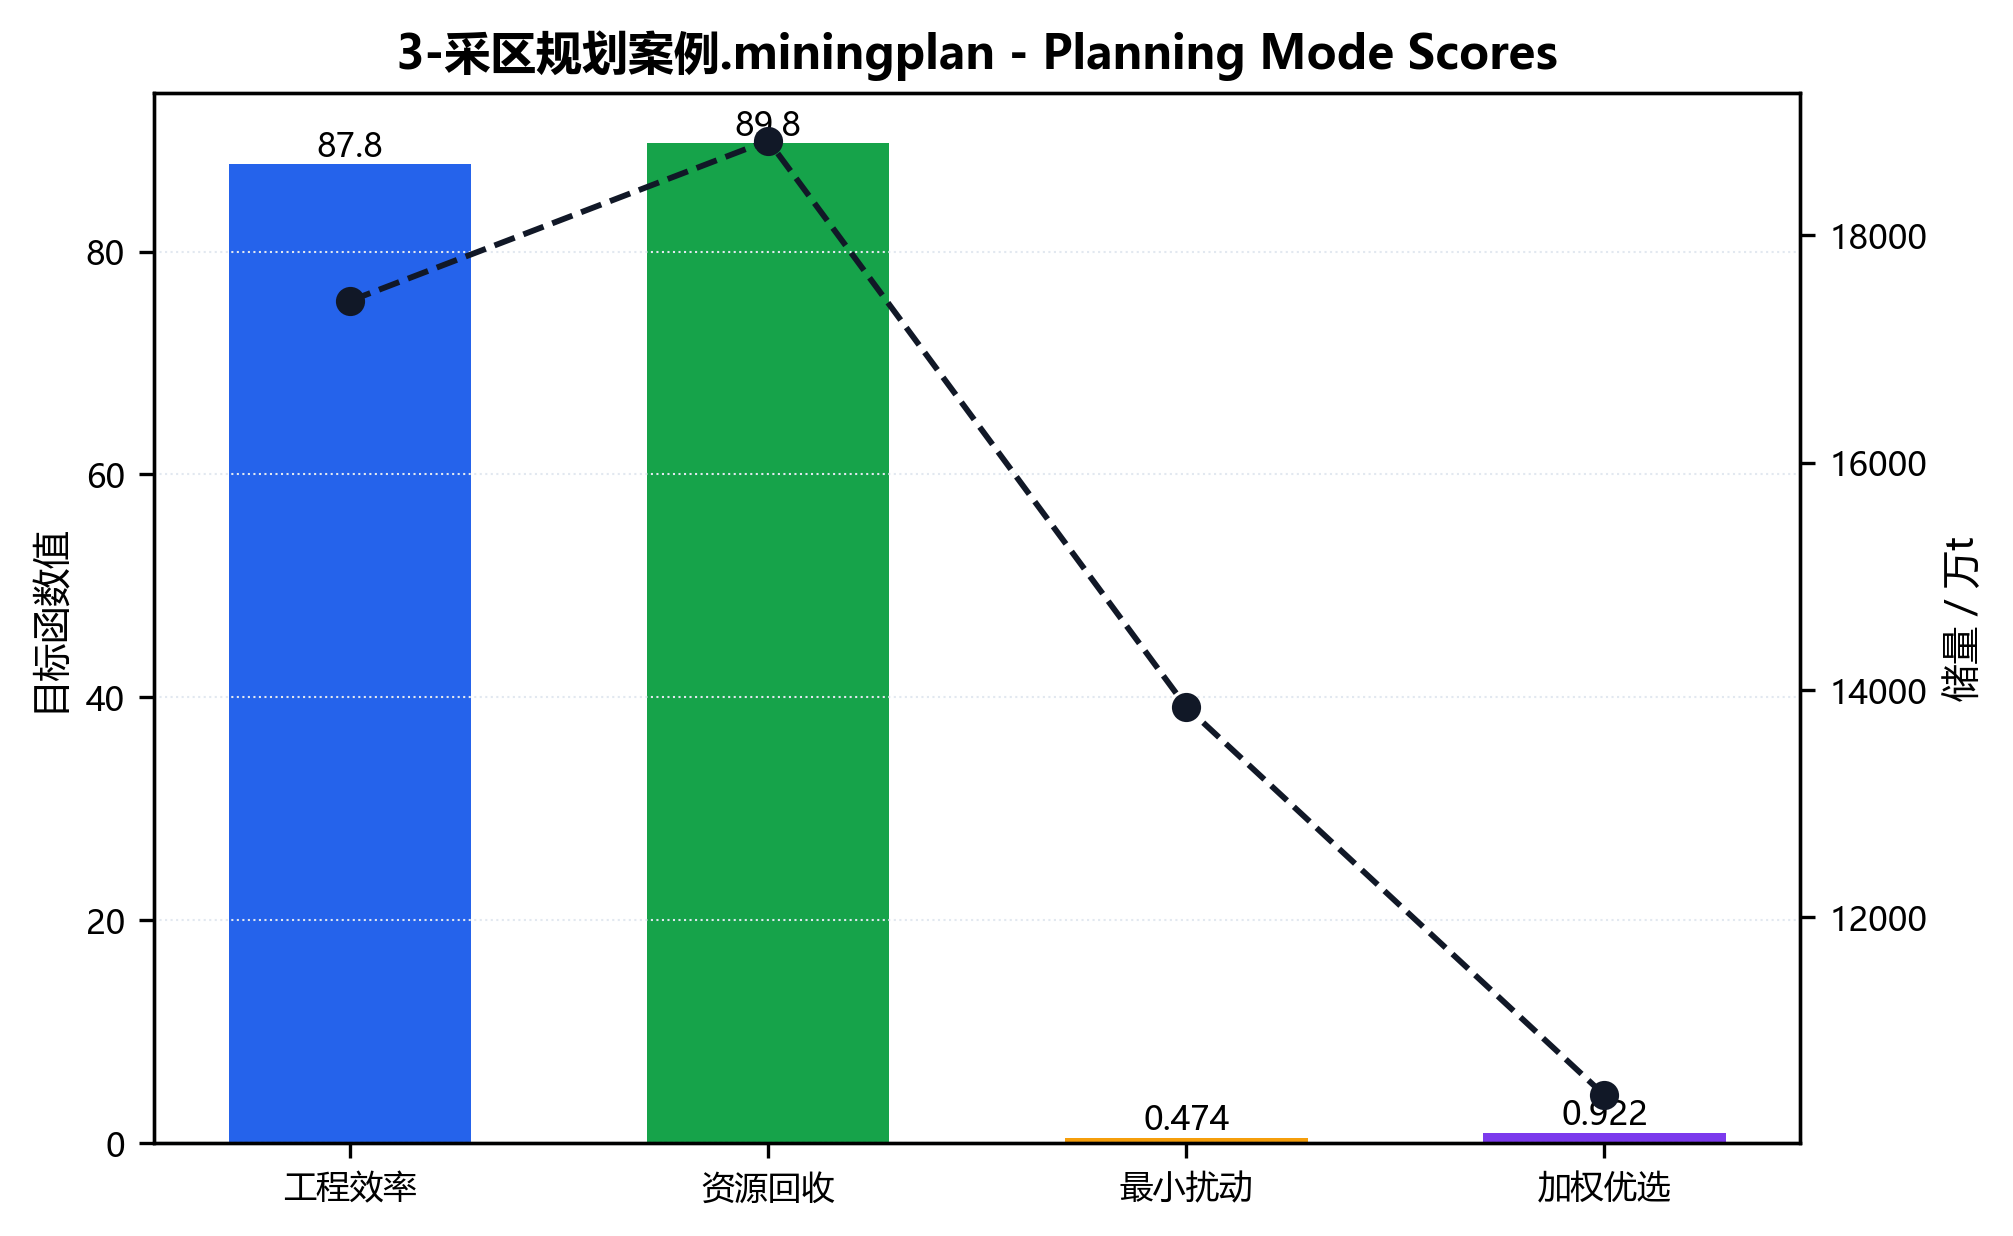 3-采区规划案例.miningplan - Planning Mode Scores
87.8
89.8
0.474
0.922
目标函数值
80
60
40
20
0
18000
16000
14000
12000
储量 / 万t
工程效率
资源回收
最小扰动
加权优选